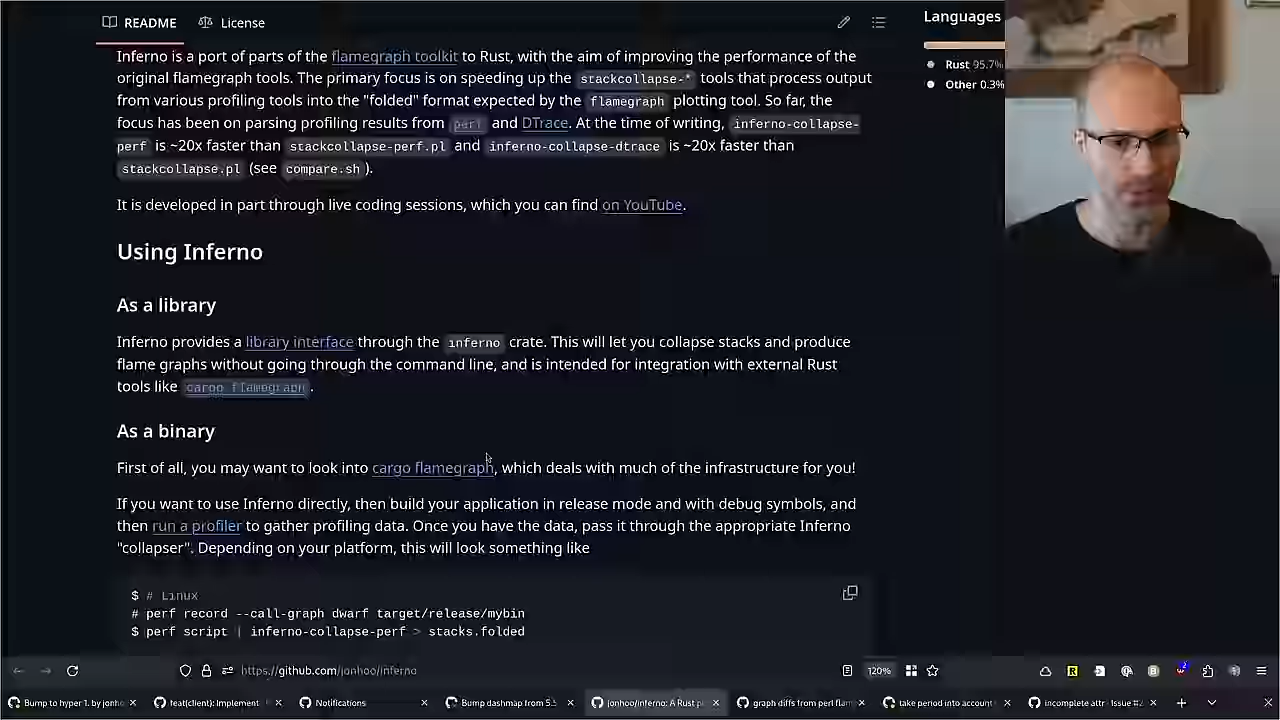 README License
Languages
Inferno is a port of parts of the flamegraph toolkit to Rust, with the aim of improving the performance of the
original flamegraph tools. The primary focus is on speeding up the stackcollapse-* tools that process output
from various profiling tools into the "folded" format expected by the flamegraph plotting tool. So far, the
focus has been on parsing profiling results from perf and DTrace. At the time of writing, inferno-collapse-
perf is ~20x faster than stackcollapse-perf.pl and inferno-collapse-dtrace is ~20x faster than
stackcollapse.pl (see compare.sh).
Rust 95.7%
Other 0.3%
It is developed in part through live coding sessions, which you can find on YouTube.
Using Inferno
As a library
Inferno provides a library interface through the inferno crate. This will let you collapse stacks and produce
flame graphs without going through the command line, and is intended for integration with external Rust
tools like cargo flamegraph.
As a binary
First of all, you may want to look into cargo flamegraph, which deals with much of the infrastructure for you!
If you want to use Inferno directly, then build your application in release mode and with debug symbols, and
then run a profiler to gather profiling data. Once you have the data, pass it through the appropriate Inferno
"collapser". Depending on your platform, this will look something like
$ # Linux
# perf record --call-graph dwarf target/release/mybin
$ perf script | inferno-collapse-perf > stacks.folded
https://github.com/jonhoo/inferno 120%
Bump to hyper 1. by jonho feat(client): Implement Notifications Bump dashmap from 5.5 jonhoo/inferno: A Rust p graph diffs from perf flam take period into account incomplete attr · Issue #2